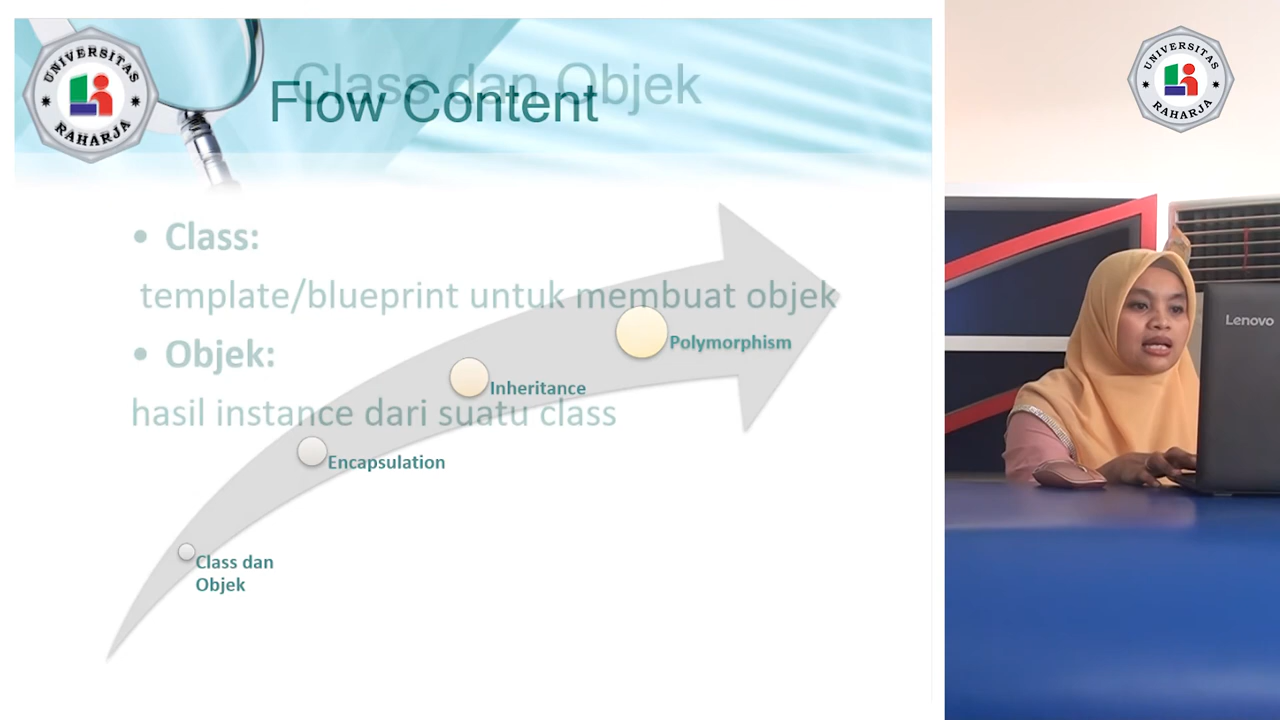 UNIVERSITAS
RAHARJA
Class dan Objek
Flow Content
UNIVERSITAS
RAHARJA
• Class:
template/blueprint untuk membuat objek
• Objek:
hasil instance dari suatu class
Polymorphism
Inheritance
Encapsulation
Class dan
Objek
Lenovo